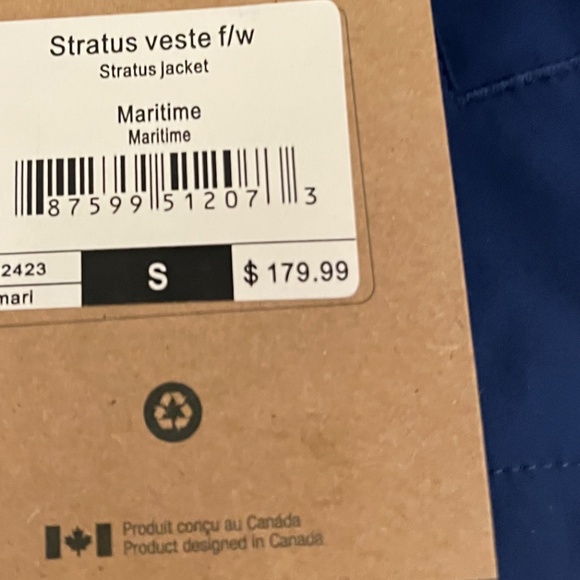 Stratus veste f/w
Stratus jacket
Maritime
Maritime
87599 51207 3
2423 S $ 179.99
mari
Produit conçu au Canada
Product designed in Canada